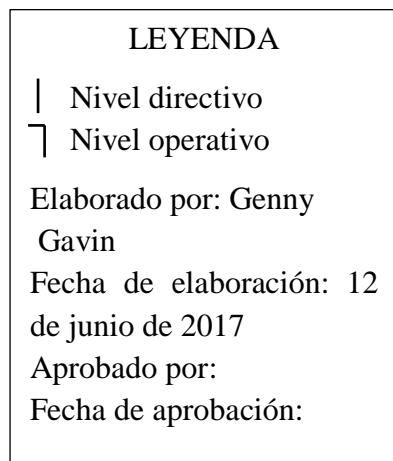 LEYENDA
Nivel directivo
Nivel operativo
Elaborado por: Genny
Gavin
Fecha de elaboración: 12
de junio de 2017
Aprobado por:
Fecha de aprobación: